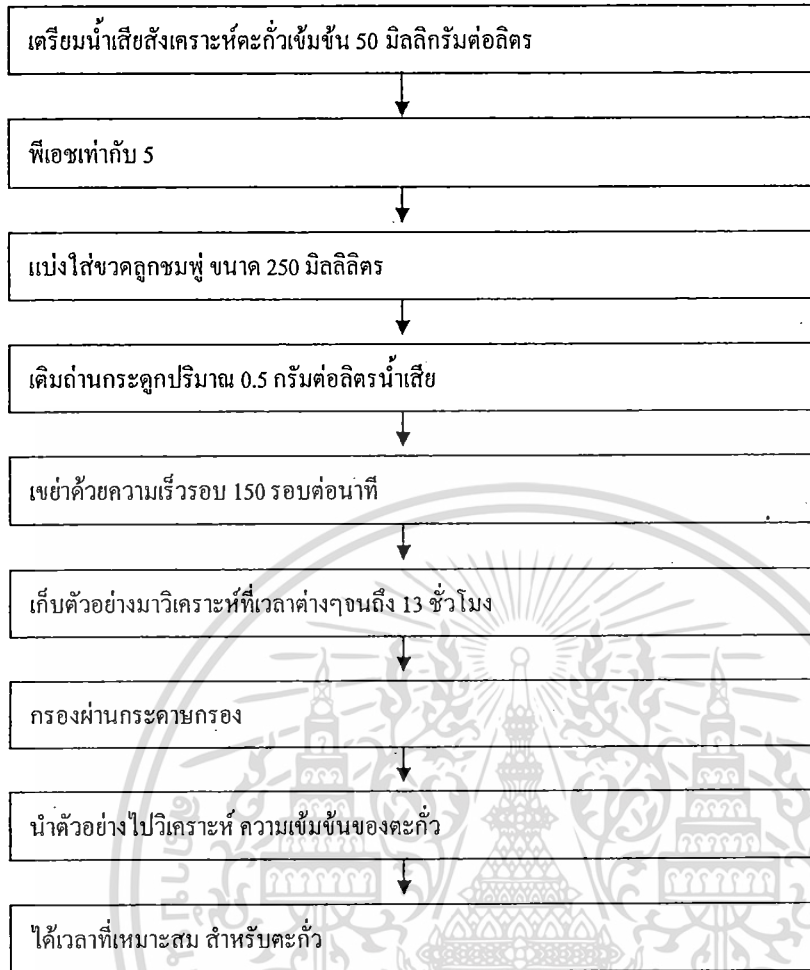 เตรียมน้ำเสียสังเคราะห์ตะกั่วเข้มข้น 50 มิลลิกรัมต่อลิตร
พีเอชเท่ากับ 5
แบ่งใส่ขวดลูกชมพู่ ขนาด 250 มิลลิลิตร
เติมถ่านกระดูกปริมาณ 0.5 กรัมต่อลิตรน้ำเสีย
เขย่าด้วยความเร็วรอบ 150 รอบต่อนาที
เก็บตัวอย่างมาวิเคราะห์ที่เวลาต่างๆจนถึง 13 ชั่วโมง
กรองผ่านกระดาษกรอง
นำตัวอย่างไปวิเคราะห์ ความเข้มข้นของตะกั่ว
ได้เวลาที่เหมาะสม สำหรับตะกั่ว